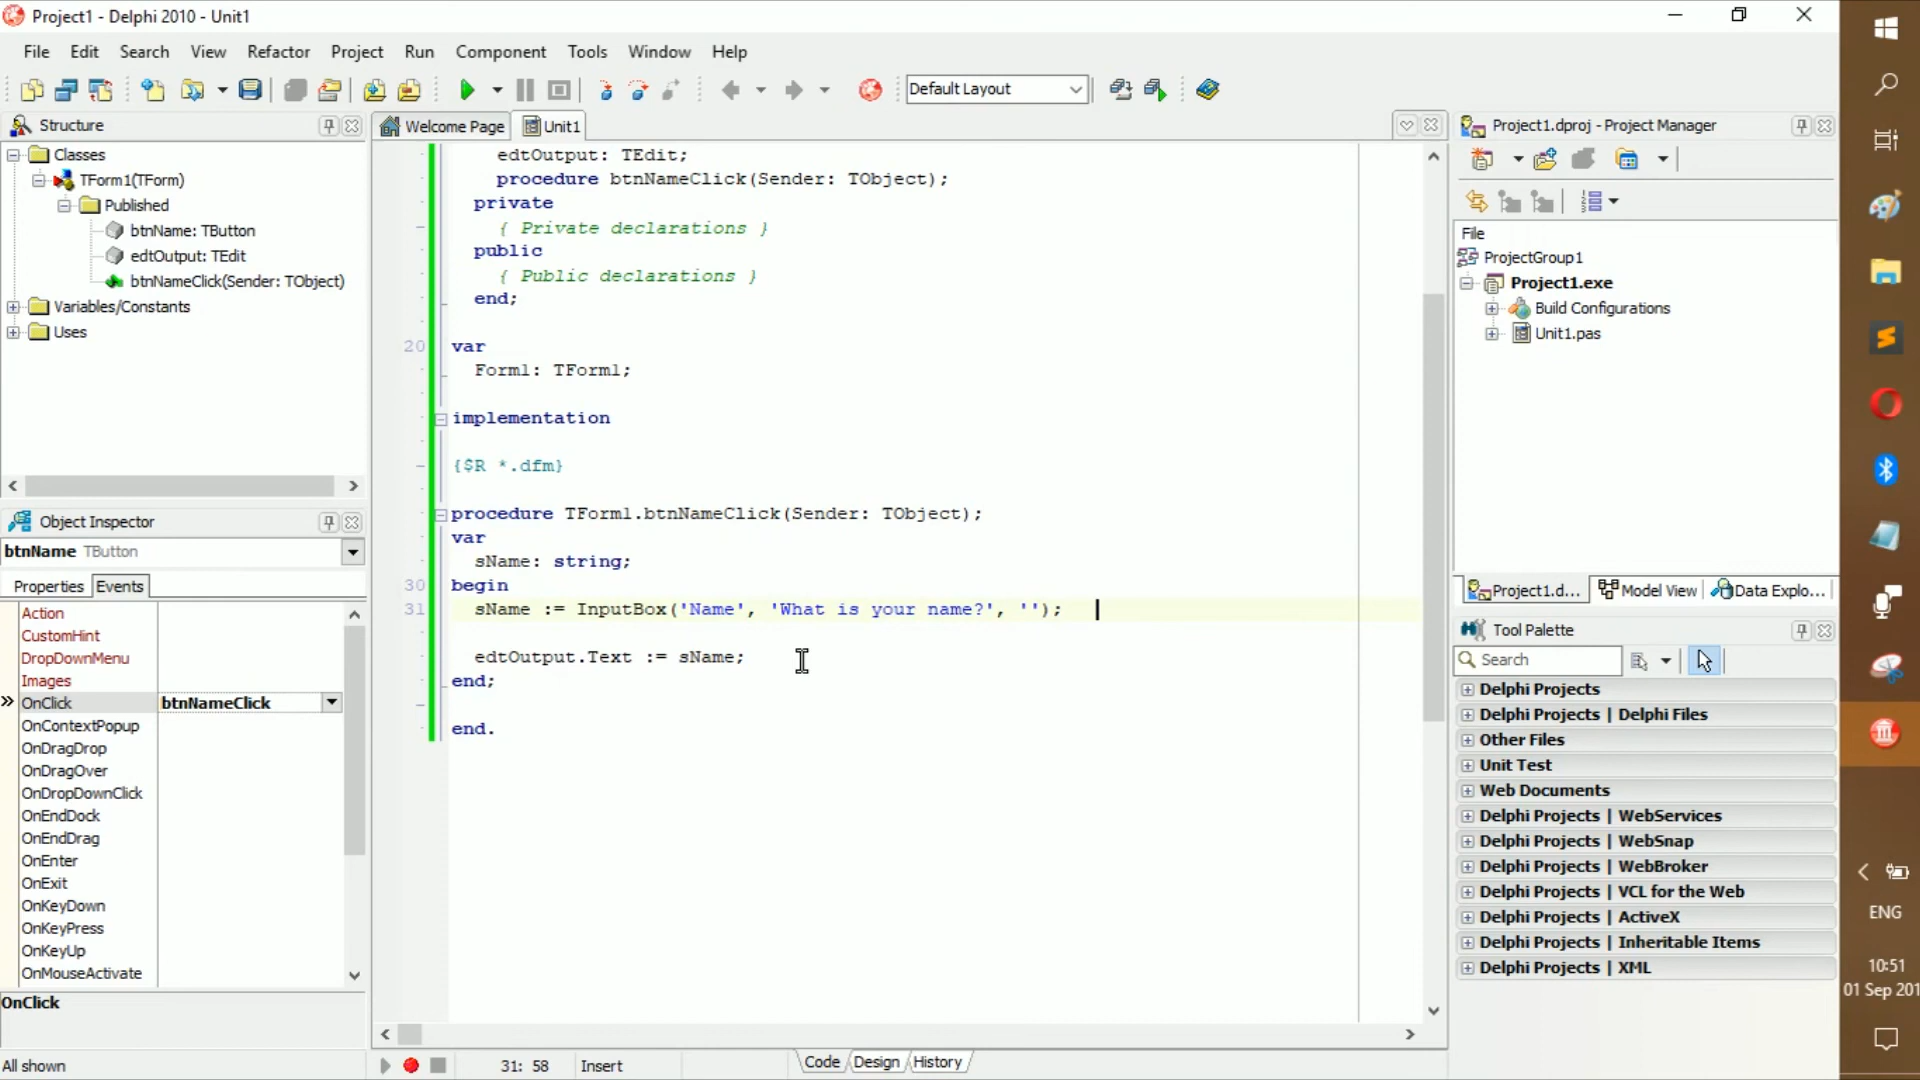 Project1 - Delphi 2010 - Unit1
File Edit Search View Refactor Project Run Component Tools Window Help
Default Layout
Structure
Classes
TForm1(TForm)
Published
btnName: TButton
edtOutput: TEdit
btnNameClick(Sender: TObject)
Variables/Constants
Uses
Object Inspector
btnName TButton
Properties Events
Action
CustomHint
DropDownMenu
Images
OnClick btnNameClick
OnContextPopup
OnDragDrop
OnDragOver
OnDropDownClick
OnEndDock
OnEndDrag
OnEnter
OnExit
OnKeyDown
OnKeyPress
OnKeyUp
OnMouseActivate
OnClick
All shown
Welcome Page Unit1
edtOutput: TEdit;
procedure btnNameClick(Sender: TObject);
private
{ Private declarations }
public
{ Public declarations }
end;
20 var
Form1: TForm1;
implementation
{$R *.dfm}
procedure TForm1.btnNameClick(Sender: TObject);
var
sName: string;
30 begin
31 sName := InputBox('Name', 'What is your name?', '');
edtOutput.Text := sName;
end;
end.
31: 58 Insert Code Design History
Project1.dproj - Project Manager
File
ProjectGroup1
Project1.exe
Build Configurations
Unit1.pas
Project1.d... Model View Data Explo...
Tool Palette
Search
Delphi Projects
Delphi Projects | Delphi Files
Other Files
Unit Test
Web Documents
Delphi Projects | WebServices
Delphi Projects | WebSnap
Delphi Projects | WebBroker
Delphi Projects | VCL for the Web
Delphi Projects | ActiveX
Delphi Projects | Inheritable Items
Delphi Projects | XML
ENG
10:51
01 Sep 201